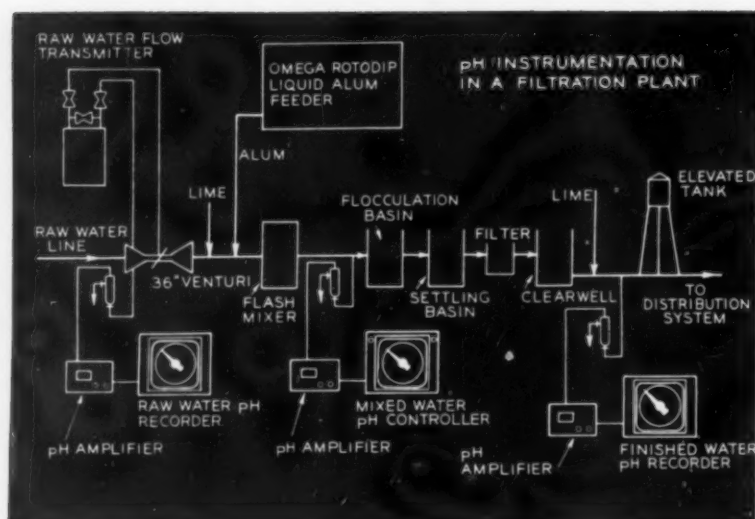 RAW WATER FLOW
TRANSMITTER
OMEGA ROTODIP
LIQUID ALUM
FEEDER
pH INSTRUMENTATION
IN A FILTRATION PLANT
ALUM
LIME
RAW WATER
LINE
36" VENTURI
FLASH
MIXER
FLOCCULATION
BASIN
SETTLING
BASIN
FILTER
CLEARWELL
LIME
ELEVATED
TANK
TO
DISTRIBUTION
SYSTEM
RAW WATER pH
RECORDER
pH AMPLIFIER
MIXED WATER
pH CONTROLLER
pH AMPLIFIER
pH
AMPLIFIER
FINISHED WATER
pH RECORDER